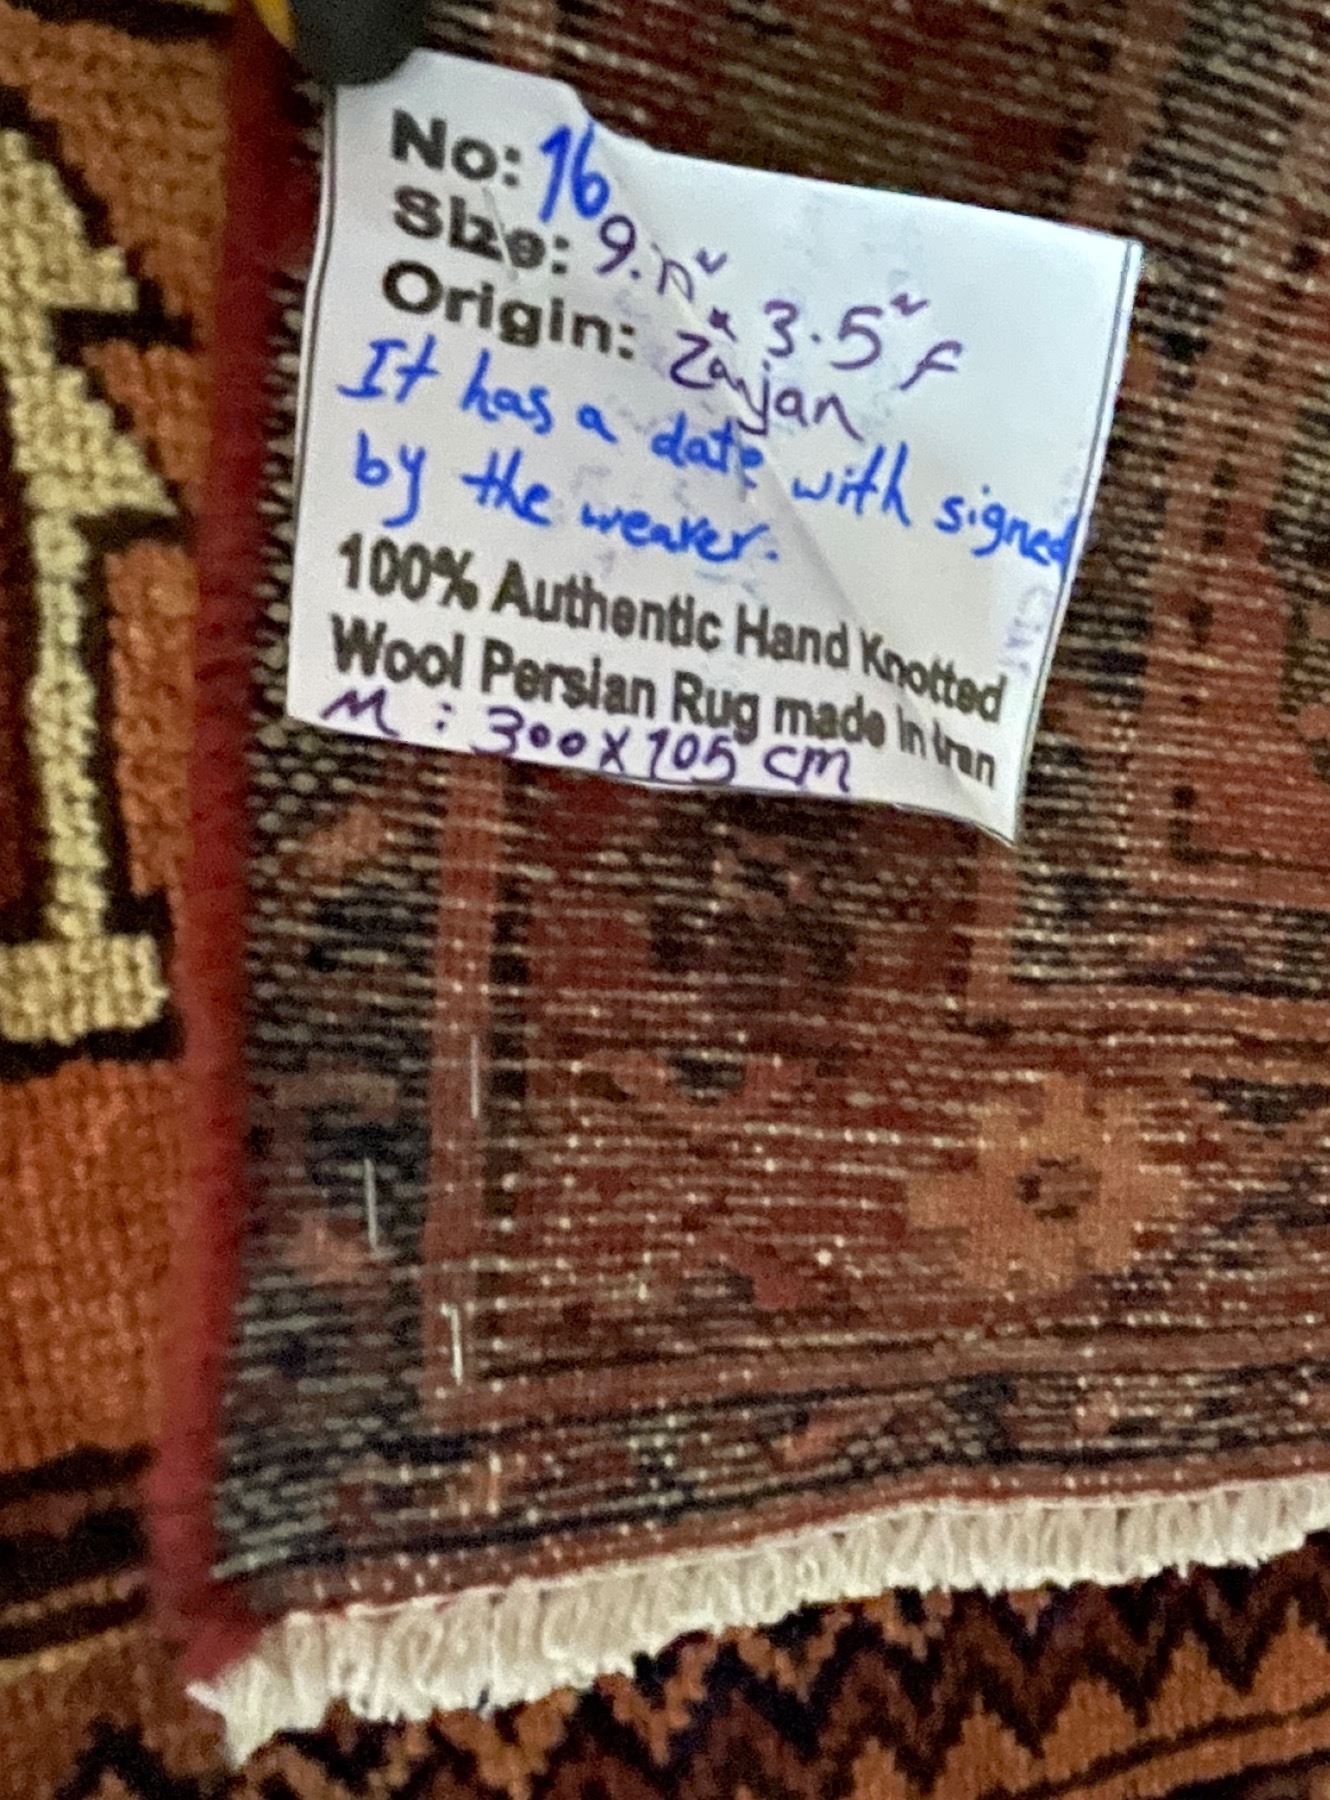 No: 16
Size: 9.10" x 3.5" f
Origin: Zanjan
It has a date with signed
by the weaver.
100% Authentic Hand Knotted
Wool Persian Rug made in Iran
M: 300 x 105 cm